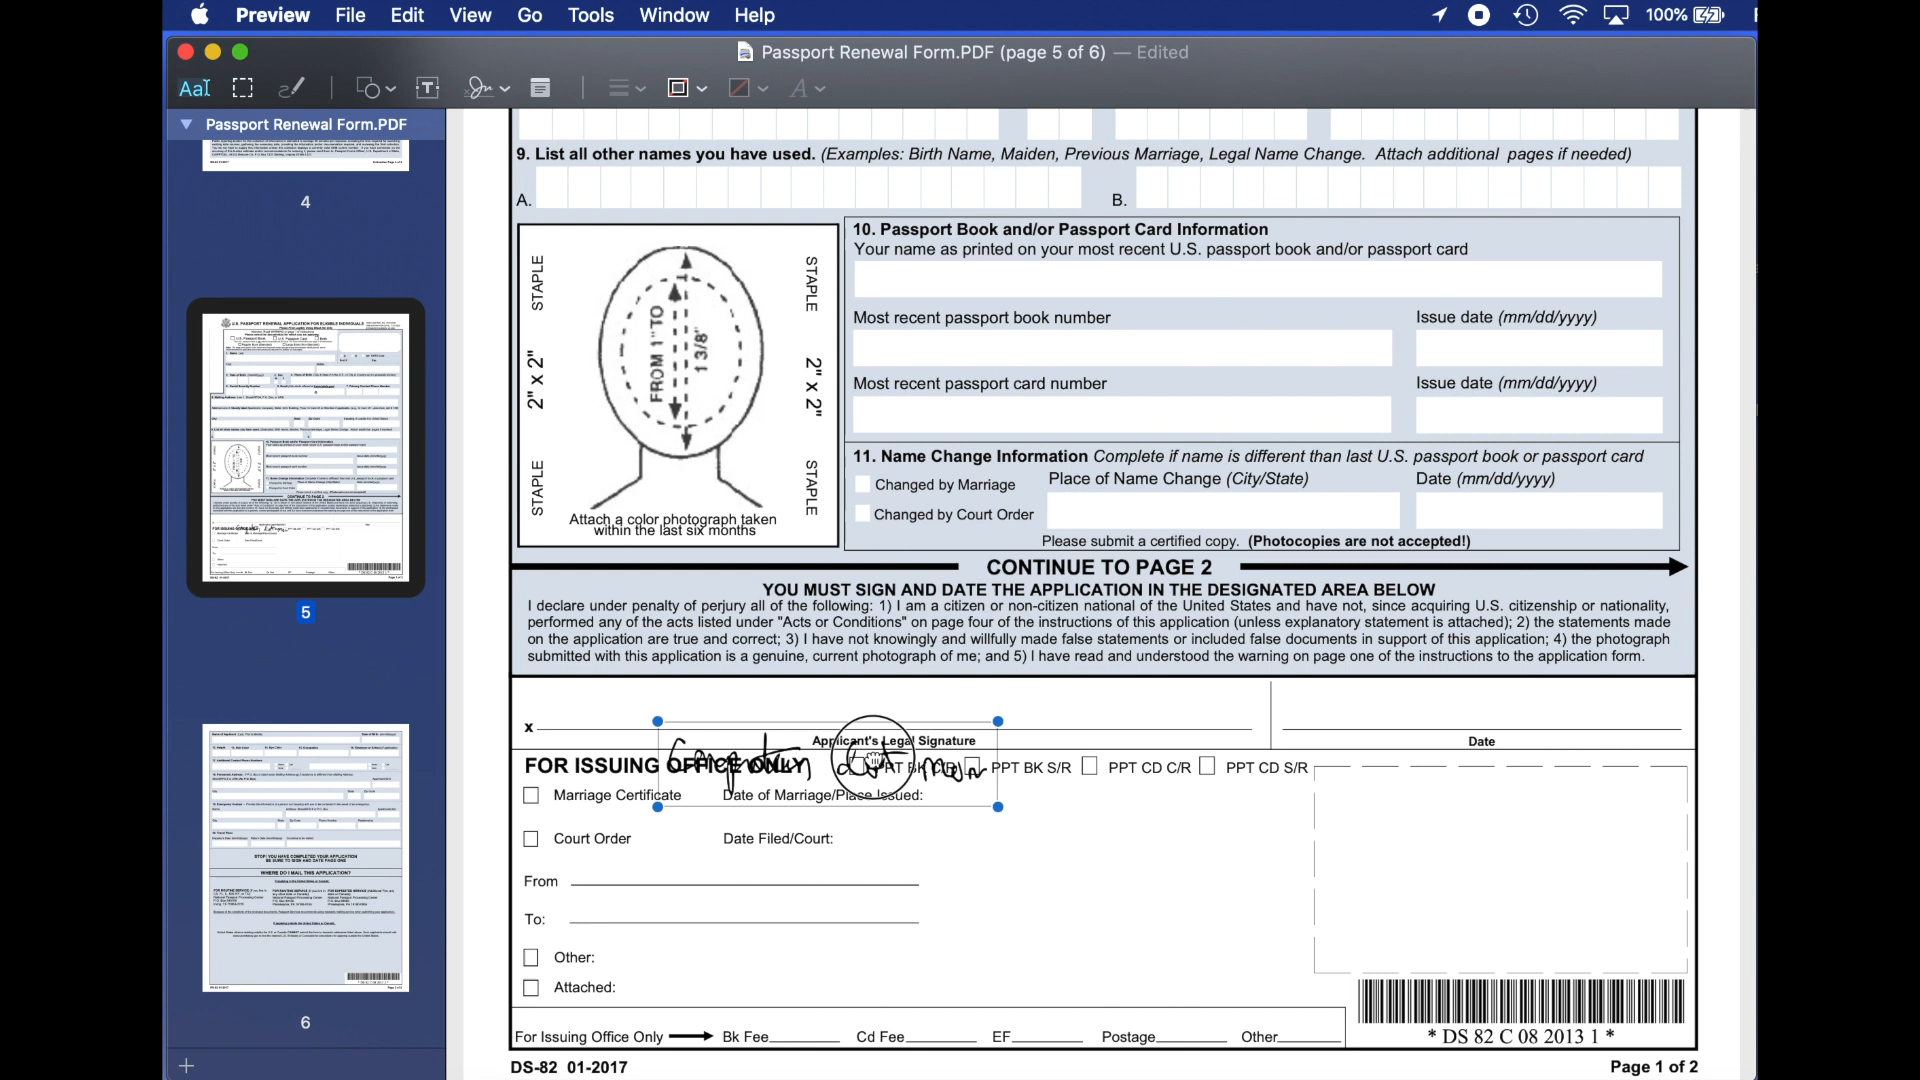 Preview File Edit View Go Tools Window Help 100%
Passport Renewal Form.PDF (page 5 of 6) — Edited
AaI T A
Passport Renewal Form.PDF
4
5
6
9. List all other names you have used. (Examples: Birth Name, Maiden, Previous Marriage, Legal Name Change. Attach additional pages if needed)
A. B.
STAPLE STAPLE
2" x 2" FROM 1" TO 1 3/8" 2" x 2"
STAPLE STAPLE
Attach a color photograph taken
within the last six months
10. Passport Book and/or Passport Card Information
Your name as printed on your most recent U.S. passport book and/or passport card
Most recent passport book number Issue date (mm/dd/yyyy)
Most recent passport card number Issue date (mm/dd/yyyy)
11. Name Change Information Complete if name is different than last U.S. passport book or passport card
Changed by Marriage Place of Name Change (City/State) Date (mm/dd/yyyy)
Changed by Court Order
Please submit a certified copy. (Photocopies are not accepted!)
CONTINUE TO PAGE 2
YOU MUST SIGN AND DATE THE APPLICATION IN THE DESIGNATED AREA BELOW
I declare under penalty of perjury all of the following: 1) I am a citizen or non-citizen national of the United States and have not, since acquiring U.S. citizenship or nationality,
performed any of the acts listed under "Acts or Conditions" on page four of the instructions of this application (unless explanatory statement is attached); 2) the statements made
on the application are true and correct; 3) I have not knowingly and willfully made false statements or included false documents in support of this application; 4) the photograph
submitted with this application is a genuine, current photograph of me; and 5) I have read and understood the warning on page one of the instructions to the application form.
x
Applicant's Legal Signature Date
FOR ISSUING OFFICE ONLY PPT BK C/R PPT BK S/R PPT CD C/R PPT CD S/R
Marriage Certificate Date of Marriage/Place Issued:
Court Order Date Filed/Court:
From
To:
Other:
Attached:
For Issuing Office Only Bk Fee Cd Fee EF Postage Other
* DS 82 C 08 2013 1 *
DS-82 01-2017 Page 1 of 2